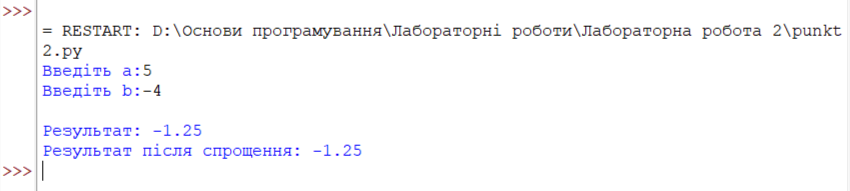 >>>
= RESTART: D:\Основи програмування\Лабораторні роботи\Лабораторна робота 2\punkt
2.py
Введіть a:5
Введіть b:-4
Результат: -1.25
Результат після спрощення: -1.25
>>>